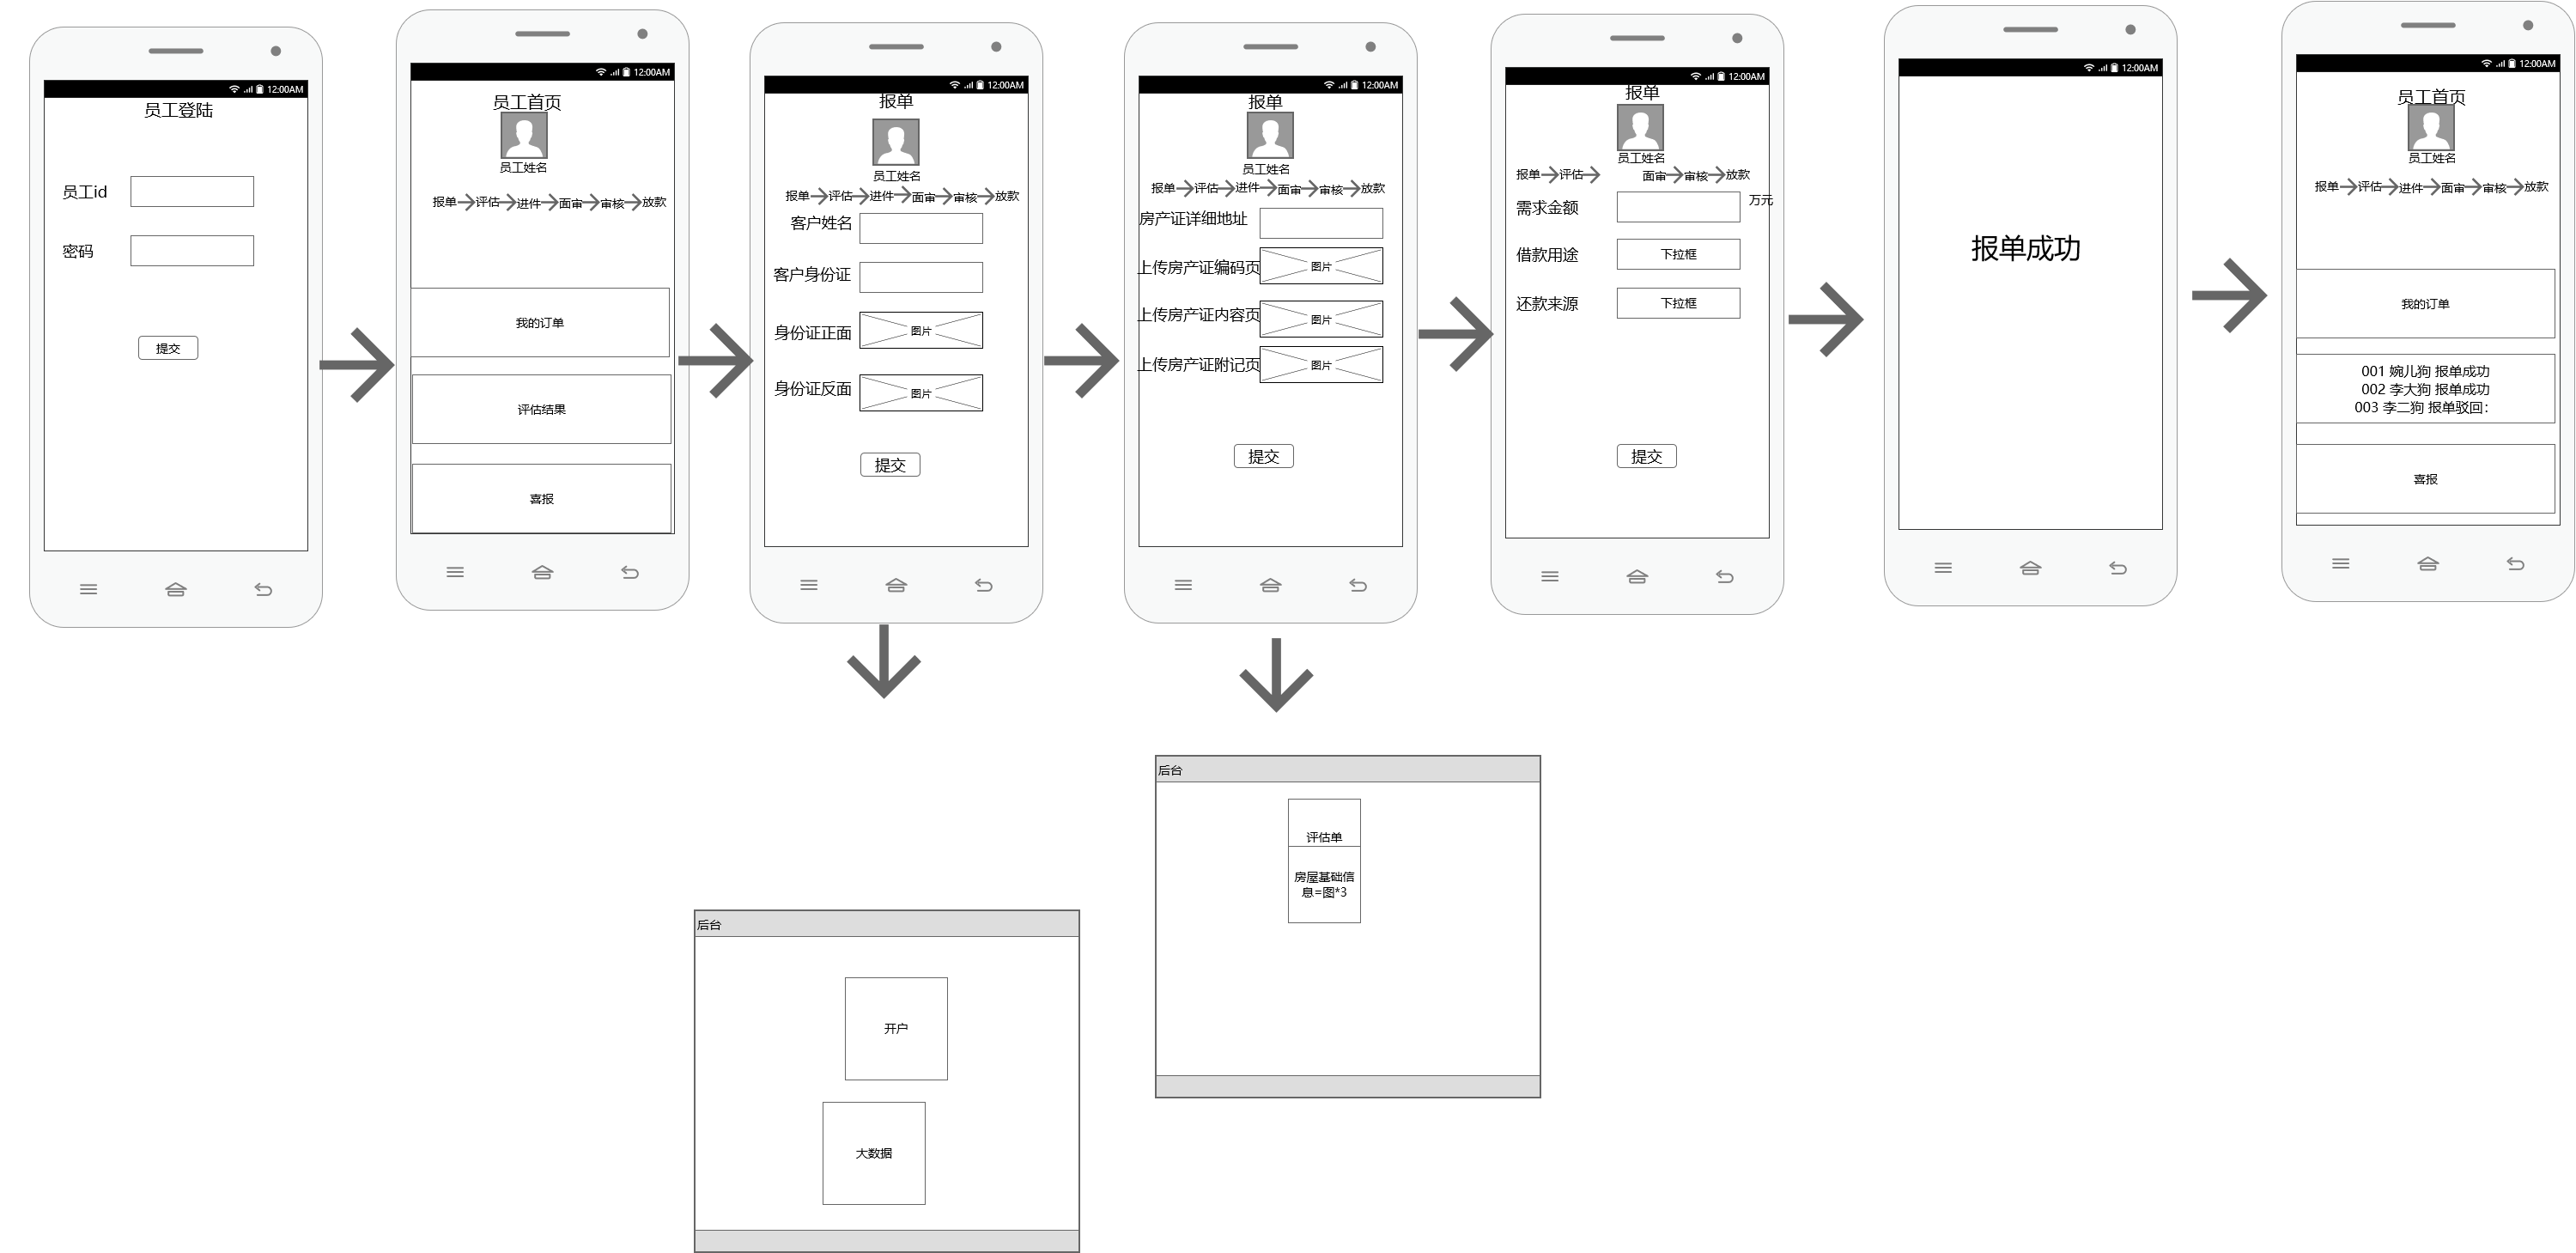 12:00AM
员工登陆
员工id
密码
提交
12:00AM
员工首页
员工姓名
报单 评估 进件 面审 审核 放款
我的订单
评估结果
喜报
12:00AM
报单
员工姓名
报单 评估 进件 面审 审核 放款
客户姓名
客户身份证
身份证正面 图片
身份证反面 图片
提交
12:00AM
报单
员工姓名
报单 评估 进件 面审 审核 放款
房产证详细地址
上传房产证编码页 图片
上传房产证内容页 图片
上传房产证附记页 图片
提交
12:00AM
报单
员工姓名
报单 评估 面审 审核 放款
需求金额 万元
借款用途 下拉框
还款来源 下拉框
提交
12:00AM
报单成功
12:00AM
员工首页
员工姓名
报单 评估 进件 面审 审核 放款
我的订单
001 婉儿狗 报单成功
002 李大狗 报单成功
003 李二狗 报单驳回：
喜报
后台
评估单
房屋基础信
息=图*3
后台
开户
大数据